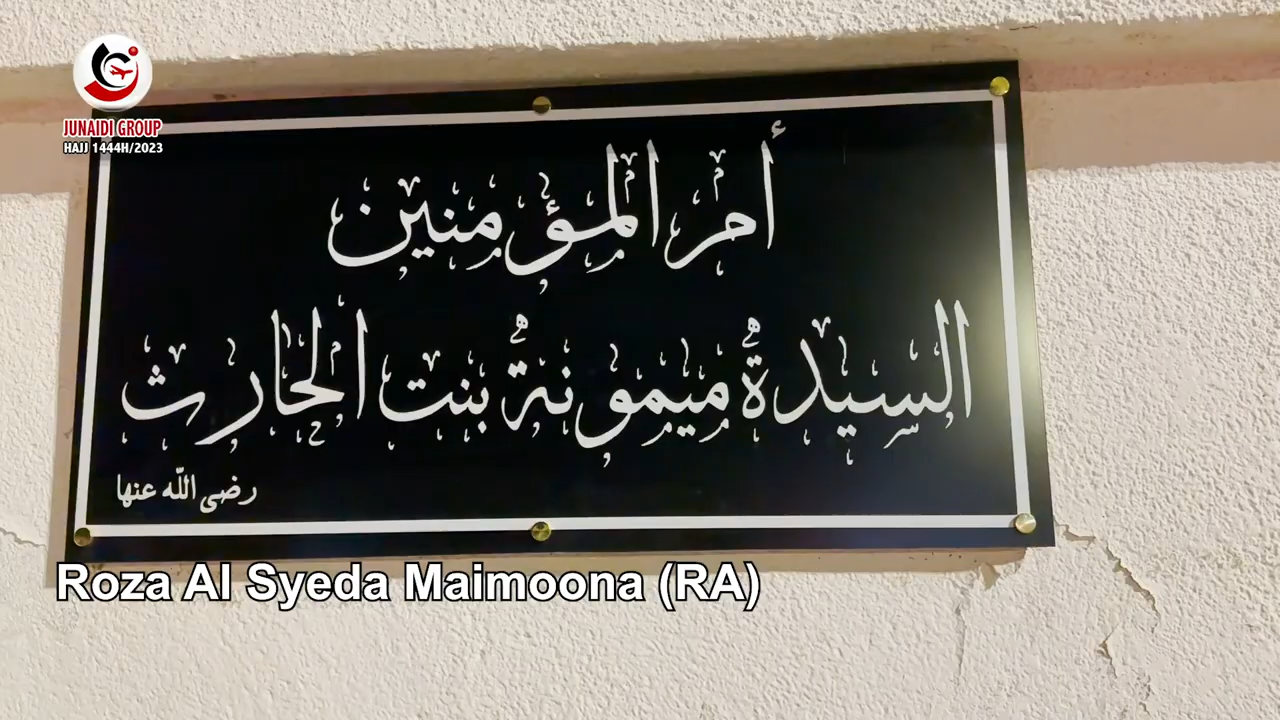 JUNAIDI GROUP
HAJJ 1444H/2023
أم المؤمنين
السيدة ميمونة بنت الحارث
رضى الله عنها
Roza Al Syeda Maimoona (RA)